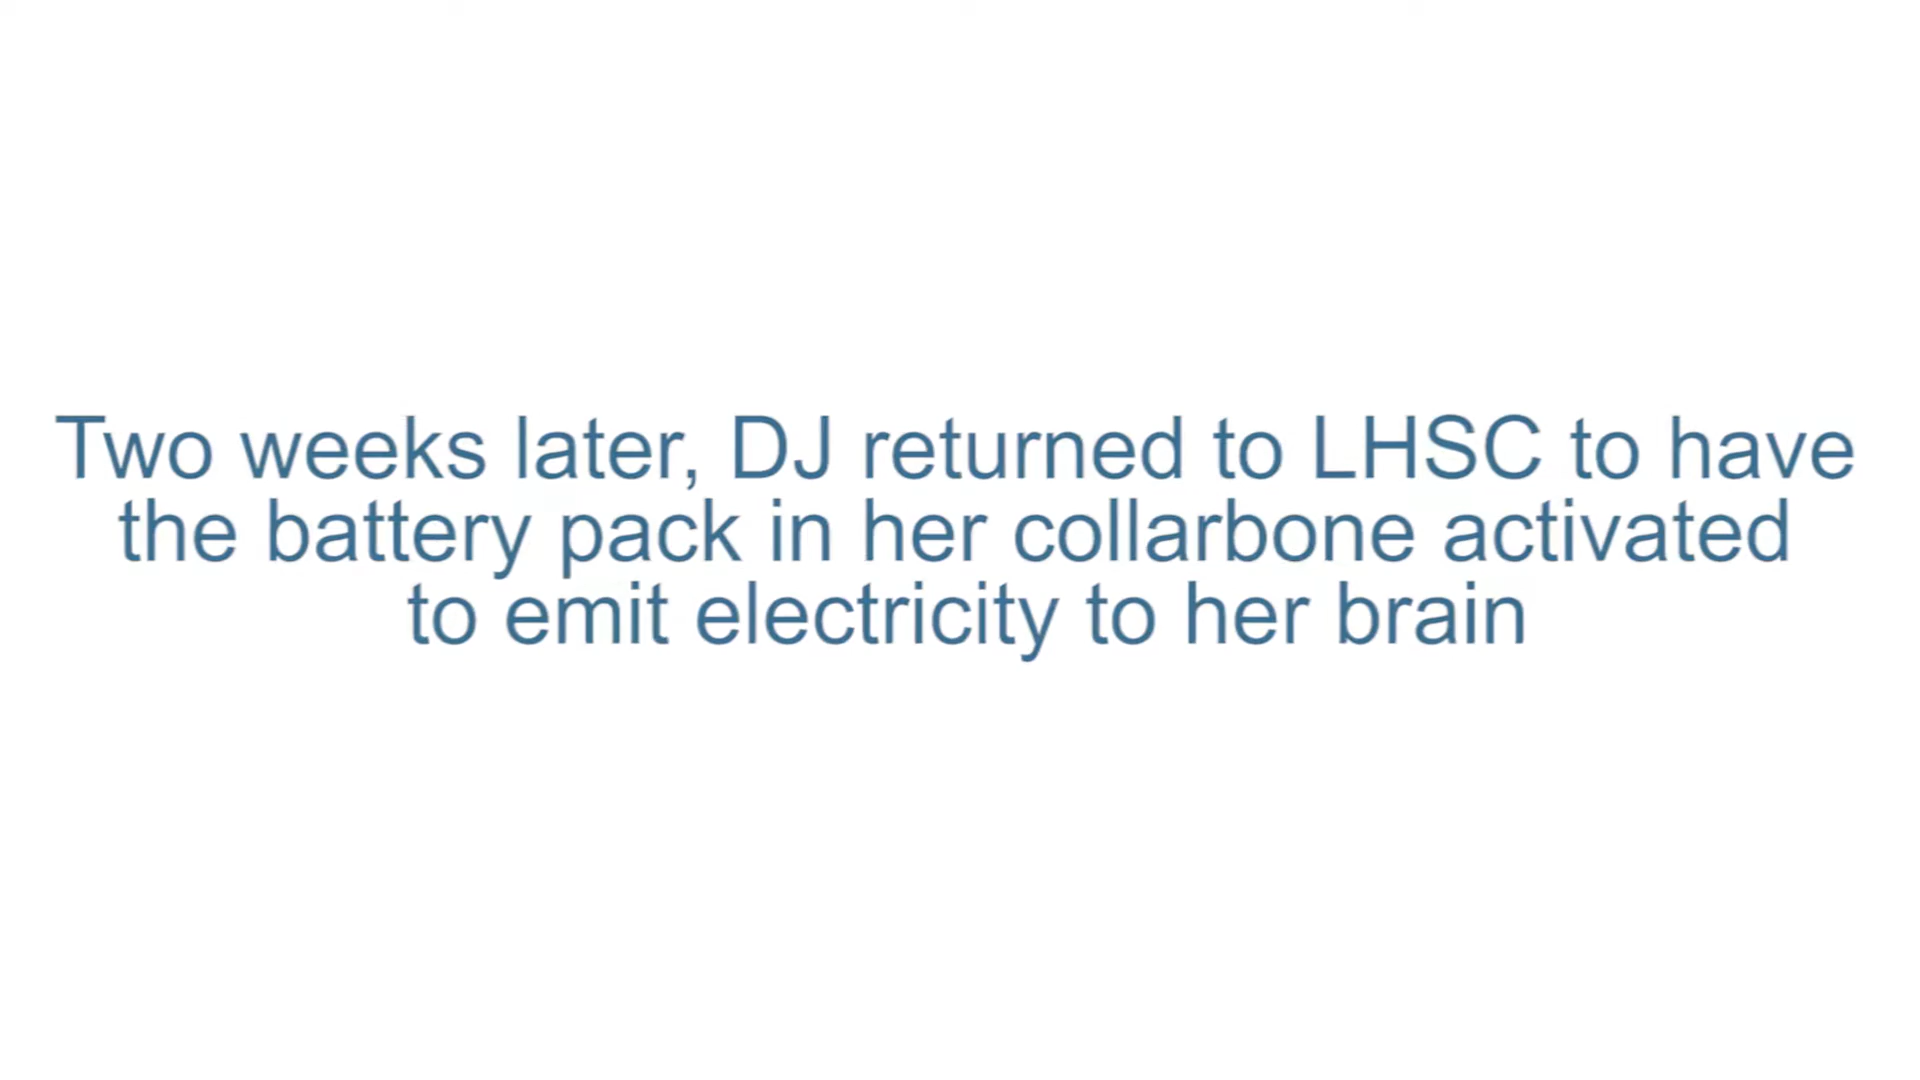 Two weeks later, DJ returned to LHSC to have
the battery pack in her collarbone activated
to emit electricity to her brain